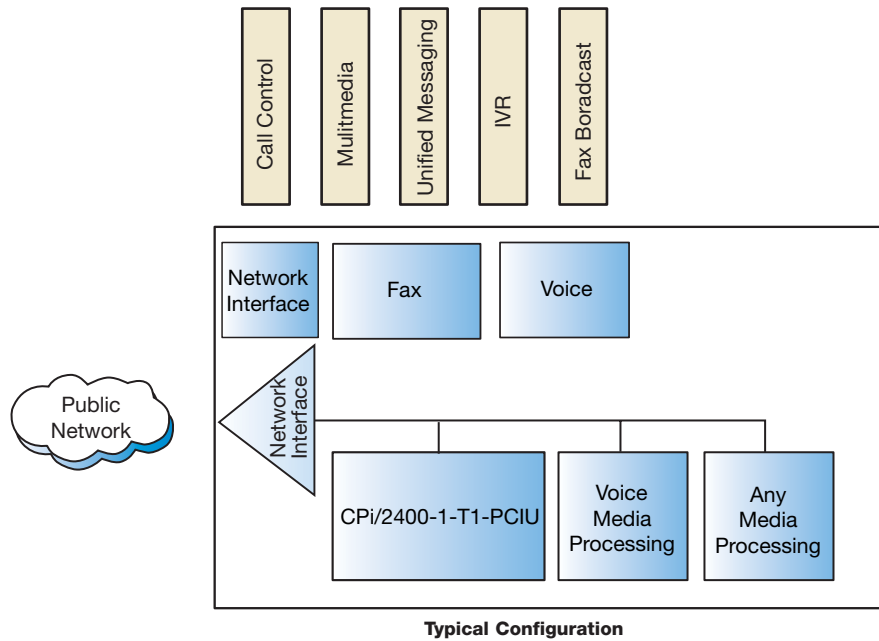 Call Control
Mulitmedia
Unified Messaging
IVR
Fax Boradcast
Network
Interface
Fax
Voice
Public
Network
Network
Interface
CPi/2400-1-T1-PCIU
Voice
Media
Processing
Any
Media
Processing
Typical Configuration